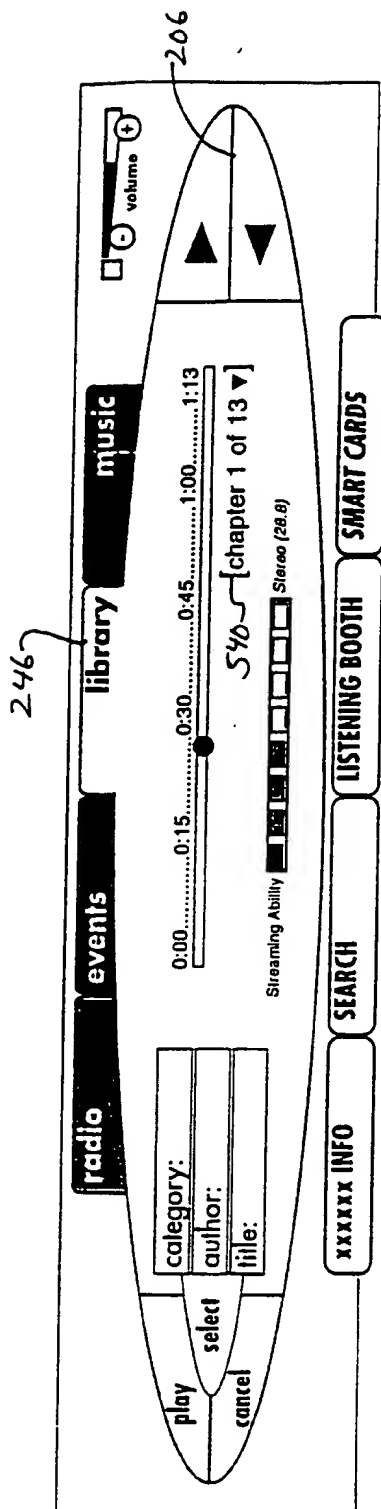 246
206
radio
events
library
music
volume
play
select
cancel
category:
author:
title:
0:00 0:15 0:30 0:45 1:00 1:13
540 [chapter 1 of 13 ▼]
Streaming Ability
Stereo (28.8)
xxxxxx INFO
SEARCH
LISTENING BOOTH
SMART CARDS